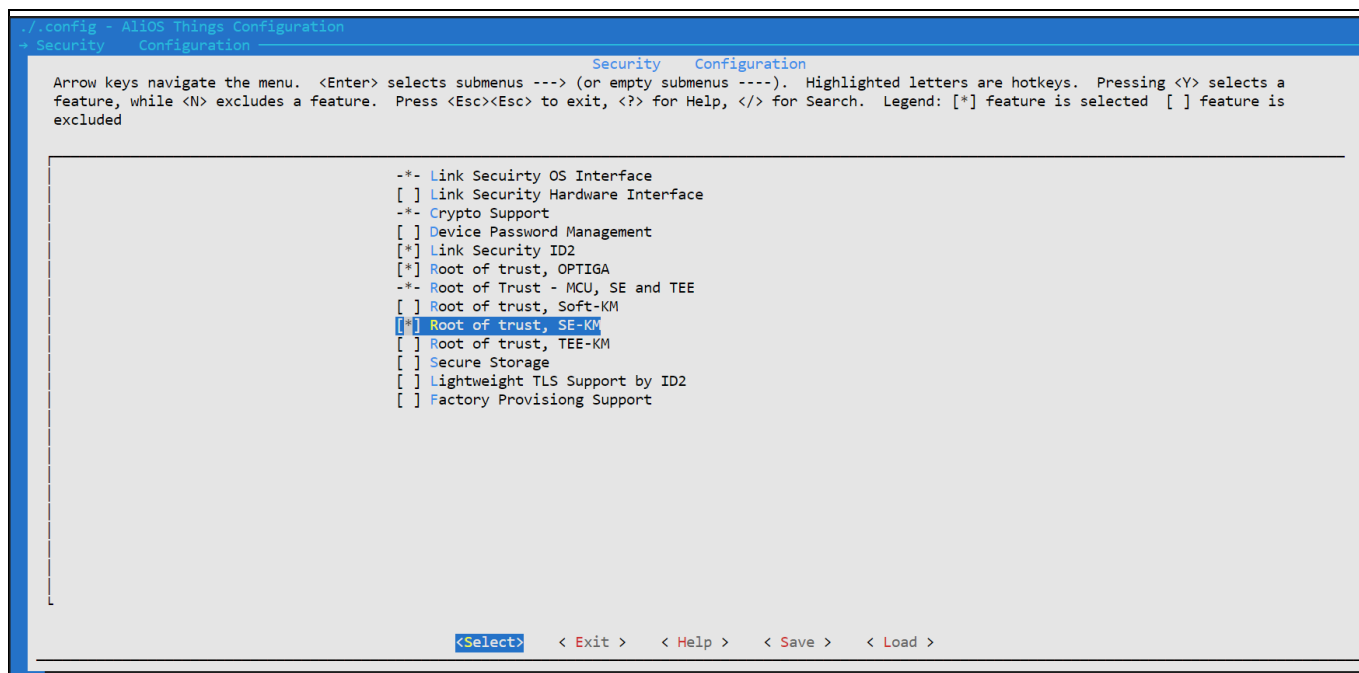 ./.config - AliOS Things Configuration
→ Security    Configuration
Security    Configuration
Arrow keys navigate the menu.  <Enter> selects submenus ---> (or empty submenus ----).  Highlighted letters are hotkeys.  Pressing <Y> selects a
feature, while <N> excludes a feature.  Press <Esc><Esc> to exit, <?> for Help, </> for Search.  Legend: [*] feature is selected  [ ] feature is
excluded
-*- Link Secuirty OS Interface
[ ] Link Security Hardware Interface
-*- Crypto Support
[ ] Device Password Management
[*] Link Security ID2
[*] Root of trust, OPTIGA
-*- Root of Trust - MCU, SE and TEE
[ ] Root of trust, Soft-KM
[*] Root of trust, SE-KM
[ ] Root of trust, TEE-KM
[ ] Secure Storage
[ ] Lightweight TLS Support by ID2
[ ] Factory Provisiong Support
<Select>    < Exit >    < Help >    < Save >    < Load >